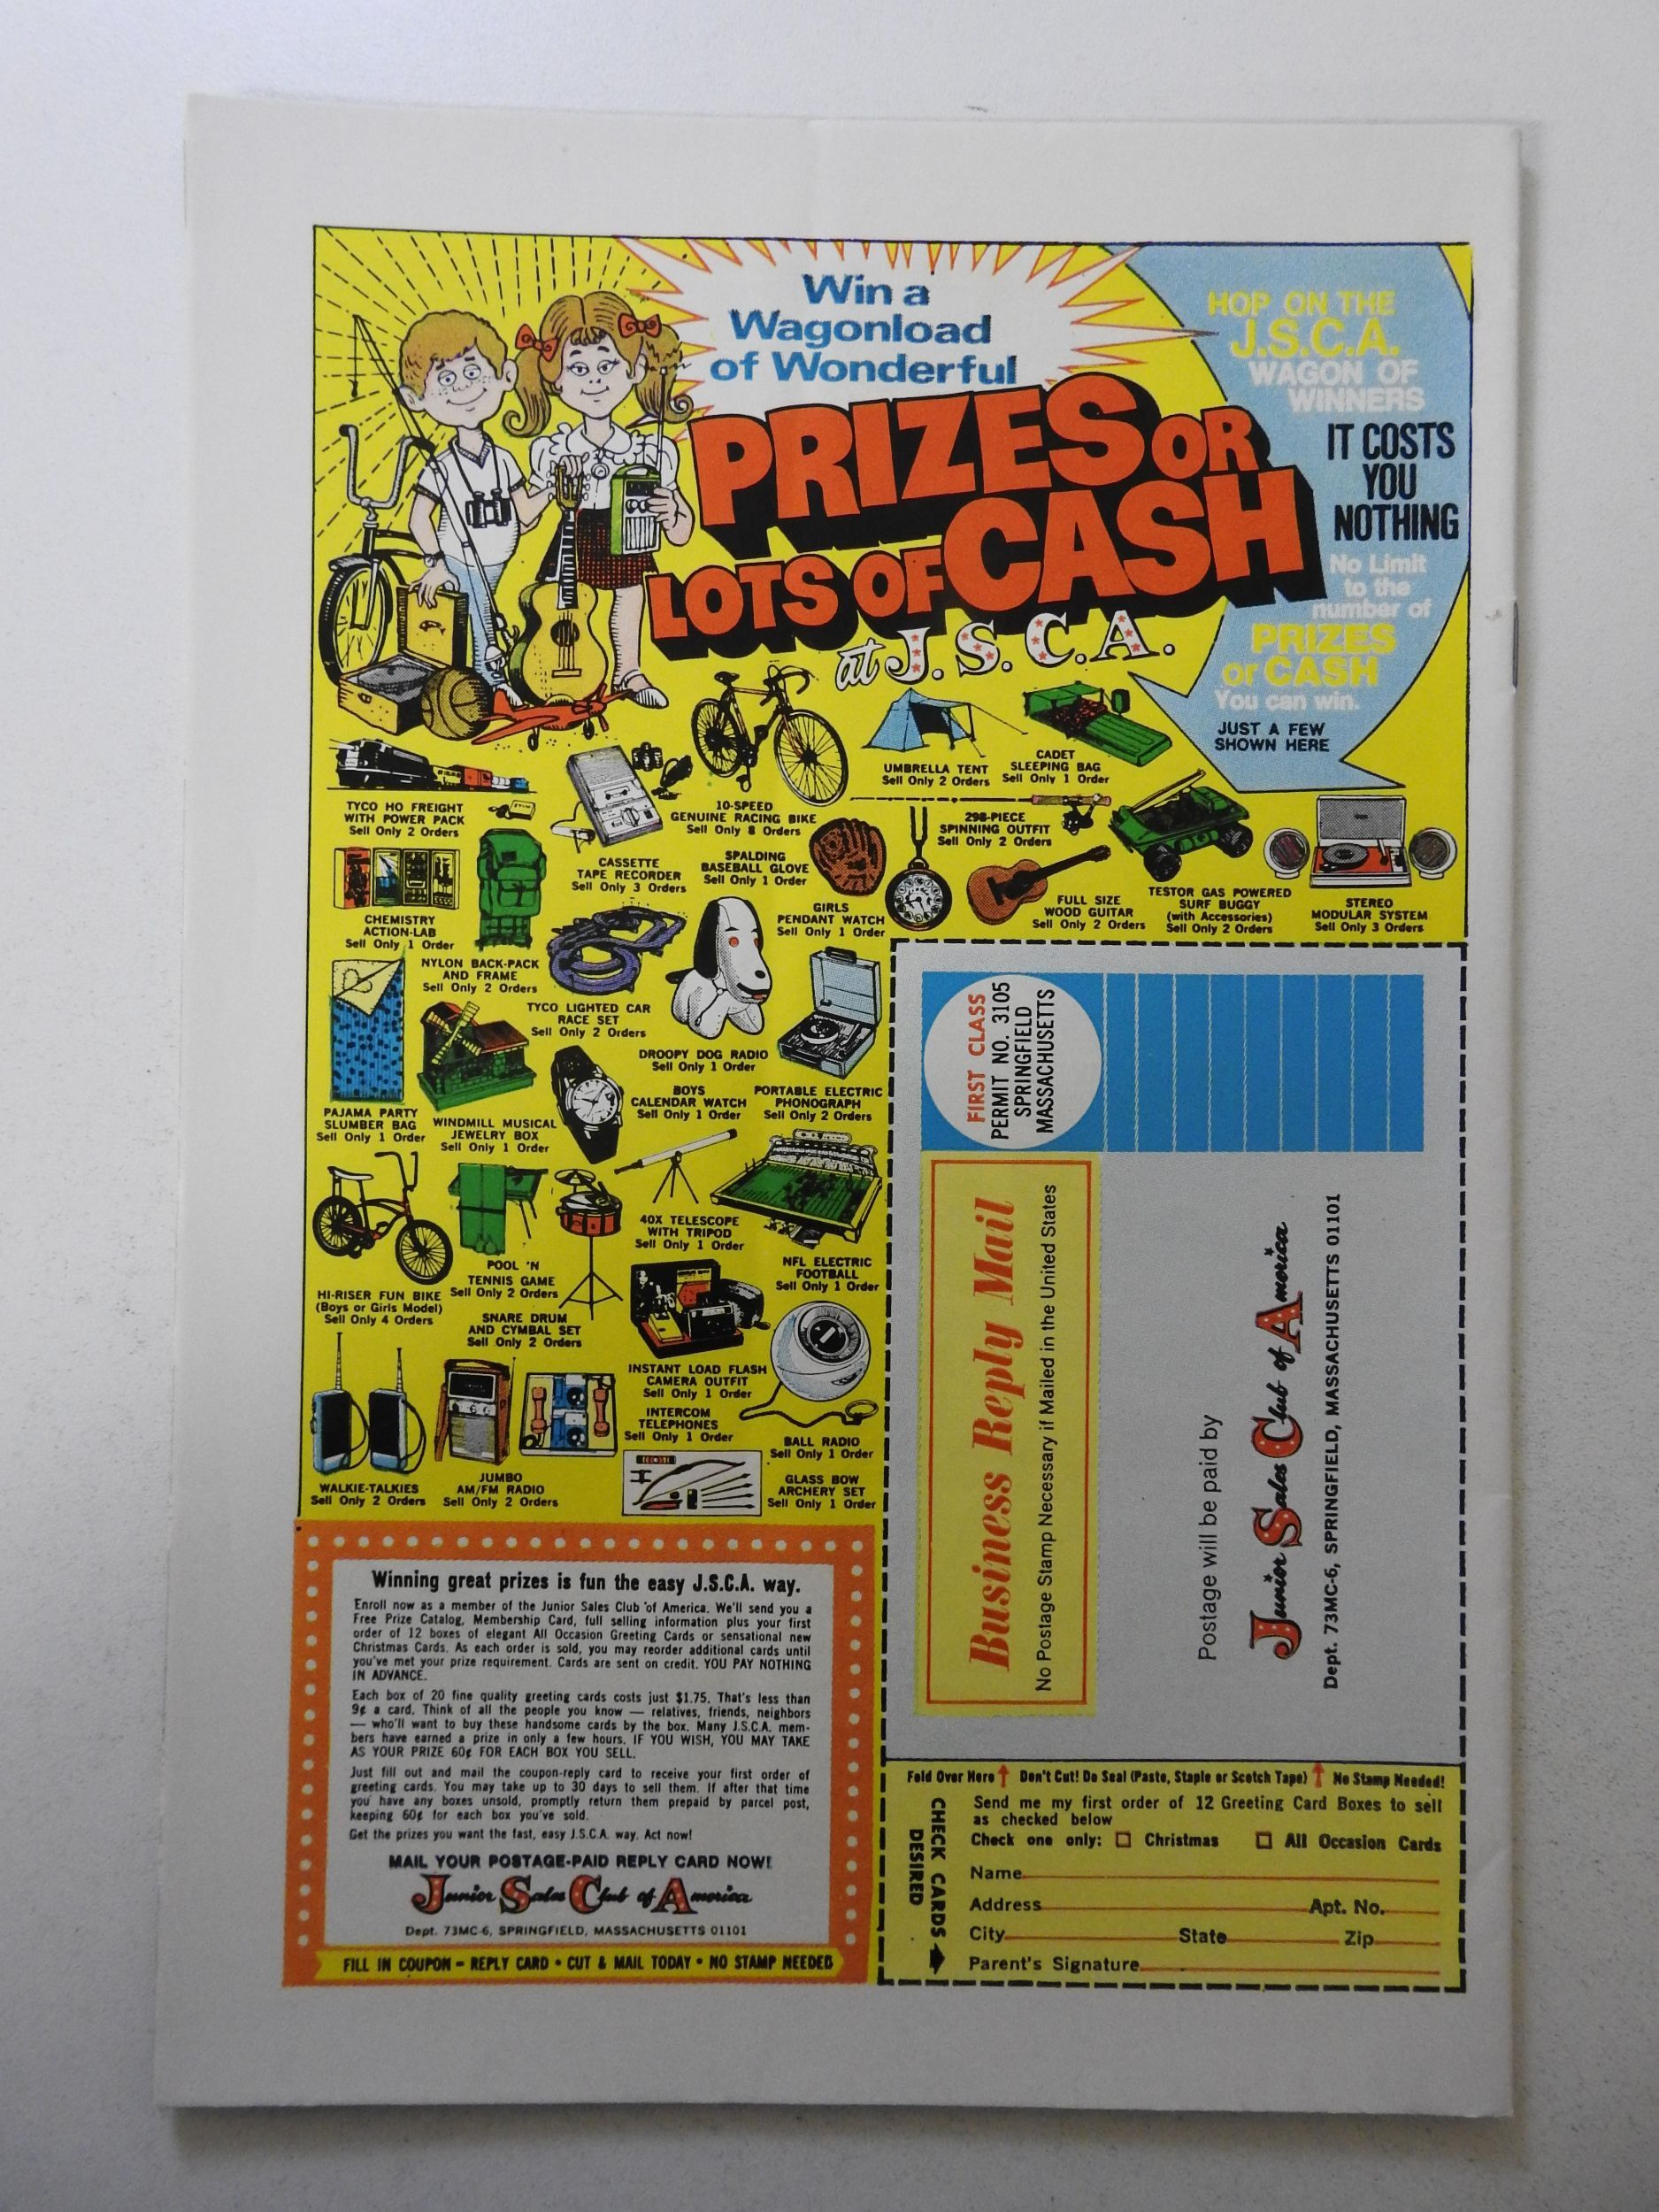 Win a
Wagonload
of Wonderful
PRIZES OR
LOTS OF CASH
at J.S.C.A.
HOP ON THE
J.S.C.A.
WAGON OF
WINNERS
IT COSTS
YOU
NOTHING
No Limit
to the
number of
PRIZES
or CASH
You can win.
JUST A FEW
SHOWN HERE
TYCO HO FREIGHT
WITH POWER PACK
Sell Only 2 Orders
CASSETTE
TAPE RECORDER
Sell Only 3 Orders
10-SPEED
GENUINE RACING BIKE
Sell Only 8 Orders
UMBRELLA TENT
Sell Only 2 Orders
CADET
SLEEPING BAG
Sell Only 1 Order
SPALDING
BASEBALL GLOVE
Sell Only 1 Order
298-PIECE
SPINNING OUTFIT
Sell Only 2 Orders
GIRLS
PENDANT WATCH
Sell Only 1 Order
FULL SIZE
WOOD GUITAR
Sell Only 2 Orders
TESTOR GAS POWERED
SURF BUGGY
(with Accessories)
Sell Only 2 Orders
STEREO
MODULAR SYSTEM
Sell Only 3 Orders
CHEMISTRY
ACTION-LAB
Sell Only 1 Order
NYLON BACK-PACK
AND FRAME
Sell Only 2 Orders
TYCO LIGHTED CAR
RACE SET
Sell Only 2 Orders
DROOPY DOG RADIO
Sell Only 1 Order
BOYS
CALENDAR WATCH
Sell Only 1 Order
PORTABLE ELECTRIC
PHONOGRAPH
Sell Only 2 Orders
PAJAMA PARTY
SLUMBER BAG
Sell Only 1 Order
WINDMILL MUSICAL
JEWELRY BOX
Sell Only 1 Order
40X TELESCOPE
WITH TRIPOD
Sell Only 1 Order
NFL ELECTRIC
FOOTBALL
Sell Only 1 Order
HI-RISER FUN BIKE
(Boys or Girls Model)
Sell Only 4 Orders
POOL 'N
TENNIS GAME
Sell Only 2 Orders
SNARE DRUM
AND CYMBAL SET
Sell Only 2 Orders
INSTANT LOAD FLASH
CAMERA OUTFIT
Sell Only 1 Order
INTERCOM
TELEPHONES
Sell Only 1 Order
BALL RADIO
Sell Only 1 Order
WALKIE-TALKIES
Sell Only 2 Orders
JUMBO
AM/FM RADIO
Sell Only 2 Orders
GLASS BOW
ARCHERY SET
Sell Only 1 Order
Winning great prizes is fun the easy J.S.C.A. way.
Enroll now as a member of the Junior Sales Club of America. We'll send you a
Free Prize Catalog, Membership Card, full selling information plus your first
order of 12 boxes of elegant All Occasion Greeting Cards or sensational new
Christmas Cards. As each order is sold, you may reorder additional cards until
you've met your prize requirement. Cards are sent on credit. YOU PAY NOTHING
IN ADVANCE.
Each box of 20 fine quality greeting cards costs just $1.75. That's less than
9¢ a card. Think of all the people you know — relatives, friends, neighbors
— who'll want to buy these handsome cards by the box. Many J.S.C.A. mem-
bers have earned a prize in only a few hours. IF YOU WISH, YOU MAY TAKE
AS YOUR PRIZE 60¢ FOR EACH BOX YOU SELL.
Just fill out and mail the coupon-reply card to receive your first order of
greeting cards. You may take up to 30 days to sell them. If after that time
you have any boxes unsold, promptly return them prepaid by parcel post,
keeping 60¢ for each box you've sold.
Get the prizes you want the fast, easy J.S.C.A. way. Act now!
MAIL YOUR POSTAGE-PAID REPLY CARD NOW!
Junior Sales Club of America
Dept. 73MC-6, SPRINGFIELD, MASSACHUSETTS 01101
FILL IN COUPON - REPLY CARD • CUT & MAIL TODAY • NO STAMP NEEDED
FIRST CLASS
PERMIT NO. 3105
SPRINGFIELD
MASSACHUSETTS
Business Reply Mail
No Postage Stamp Necessary if Mailed in the United States
Postage will be paid by
Junior Sales Club of America
Dept. 73MC-6, SPRINGFIELD, MASSACHUSETTS 01101
Fold Over Here ↑ Don't Cut! Do Seal (Paste, Staple or Scotch Tape) ↑ No Stamp Needed!
CHECK CARDS
DESIRED
Send me my first order of 12 Greeting Card Boxes to sell
as checked below
Check one only: ☐ Christmas ☐ All Occasion Cards
Name
Address Apt. No.
City State Zip
Parent's Signature